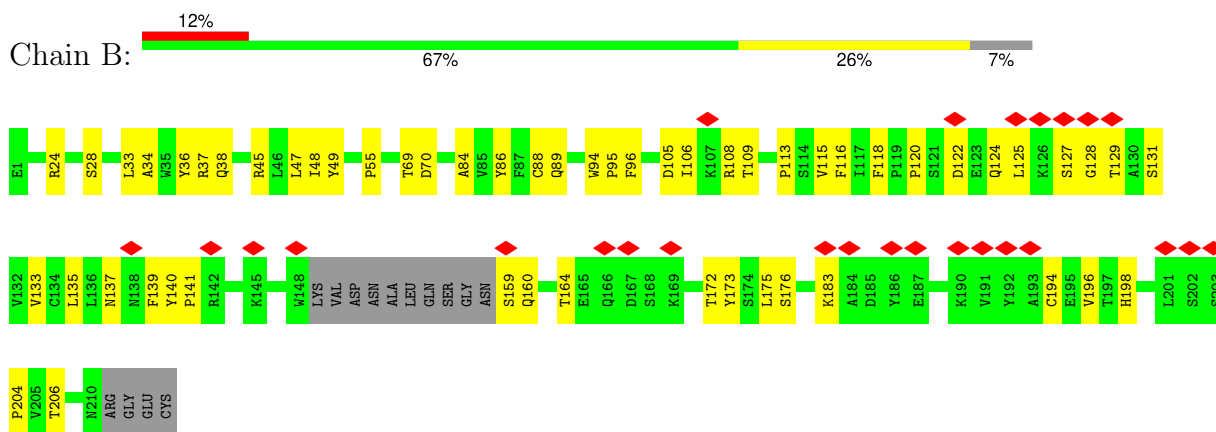 12%
Chain B:
67% 26% 7%
E1 R24 S28 L33 A34 W35 Y36 R37 Q38 R45 L46 L47 I48 Y49 P55 T69 D70 A84 V85 Y86 F87 C88 Q89 W94 P95 F96 D105 I106 K107 R108 T109 P113 S114 V115 F116 I117 F118 P119 P120 S121 D122 E123 Q124 L125 K126 S127 G128 T129 A130 S131
V132 V133 C134 L135 L136 N137 N138 F139 Y140 P141 R142 K145 W148 LYS VAL ASP ASN ALA LEU GLN SER GLY ASN S159 Q160 T164 E165 Q166 D167 S168 K169 T172 Y173 S174 L175 S176 K183 A184 D185 Y186 E187 K190 V191 Y192 A193 C194 E195 V196 T197 H198 L201 S202 S203
P204 V205 T206 N210 ARG GLY GLU CYS